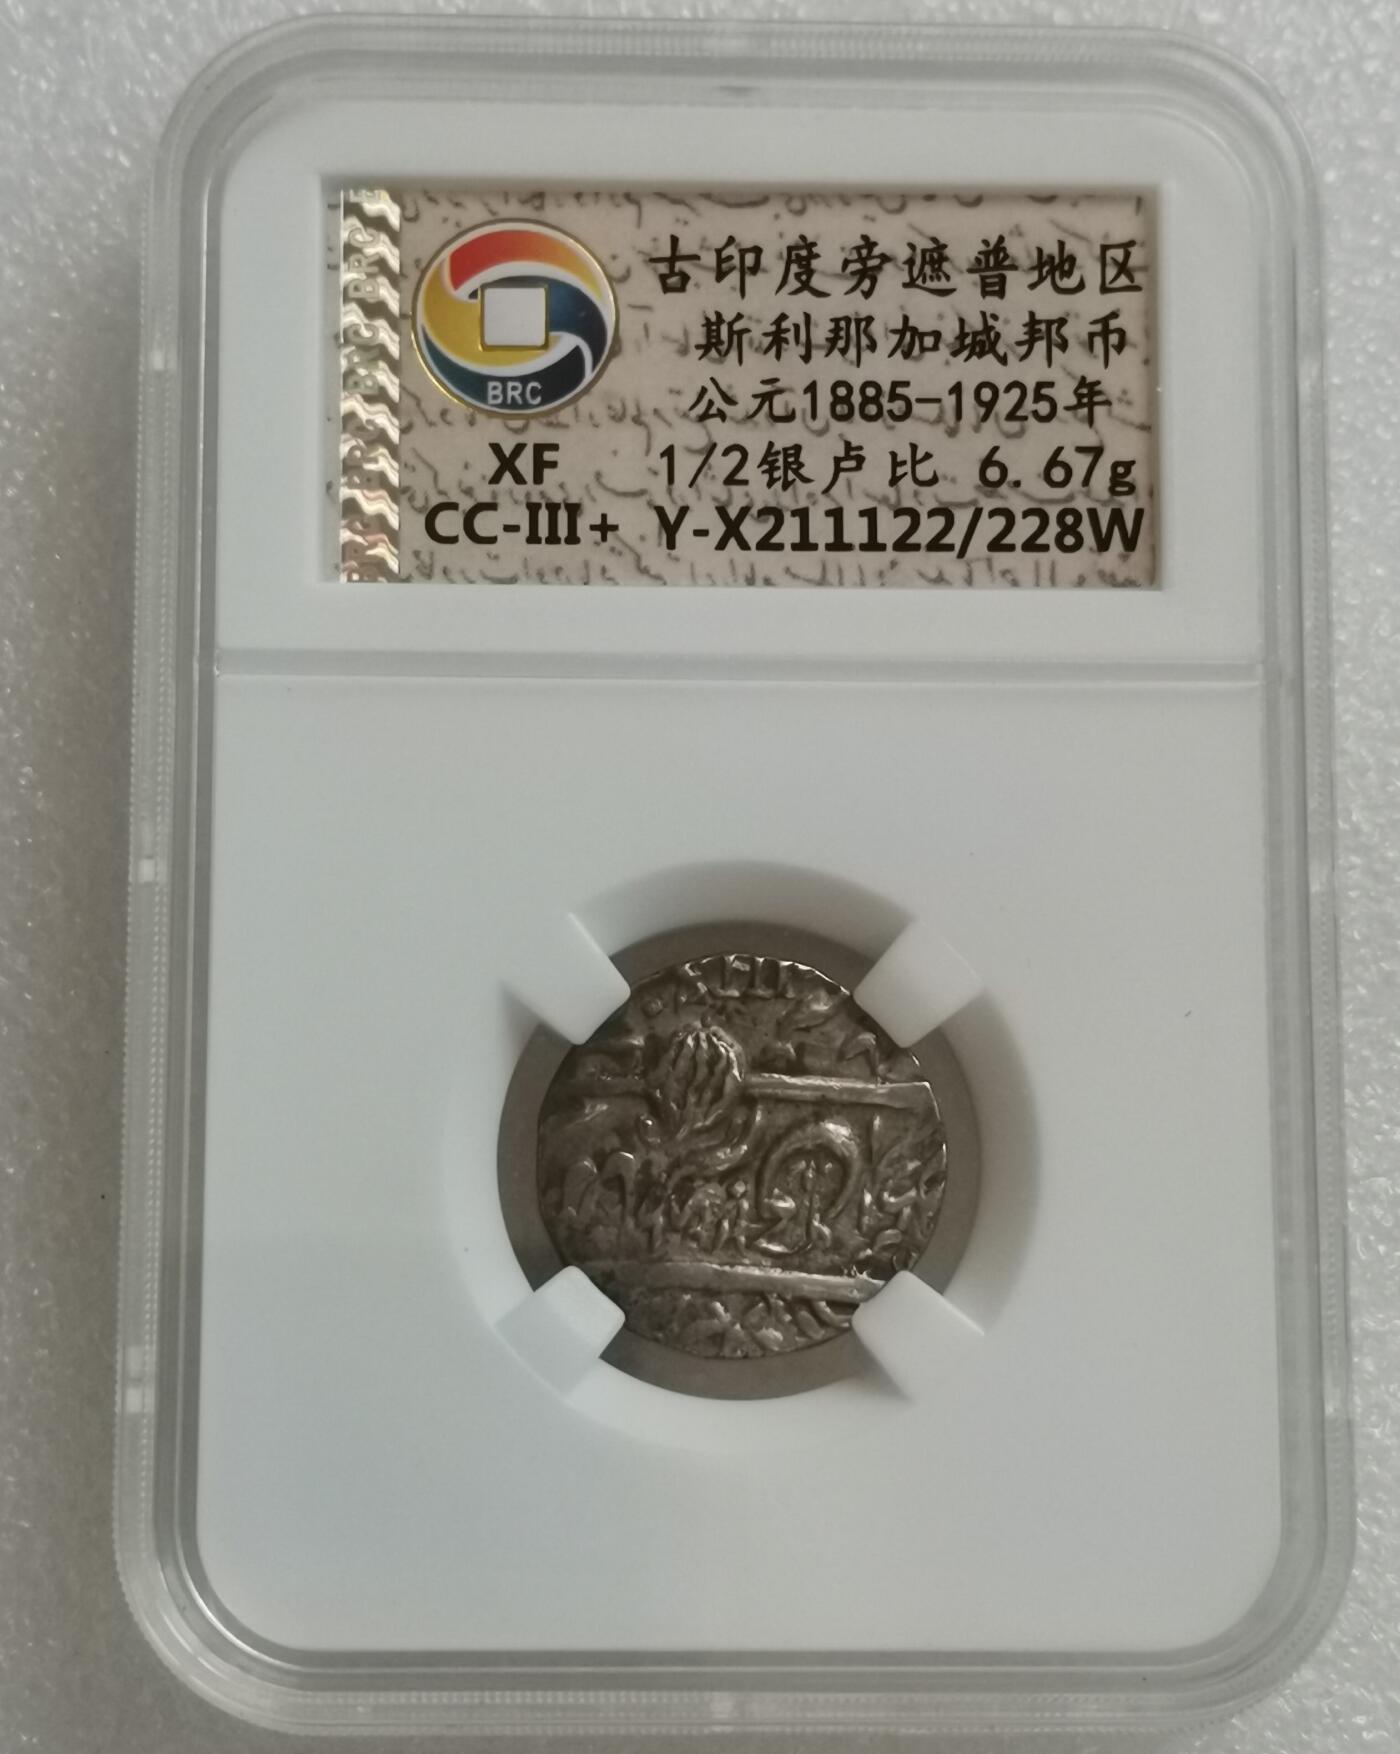 古印度旁遮普地区
斯利那加城邦币
公元1885-1925年
BRC
XF 1/2银卢比 6.67g
CC-III+ Y-X211122/228W